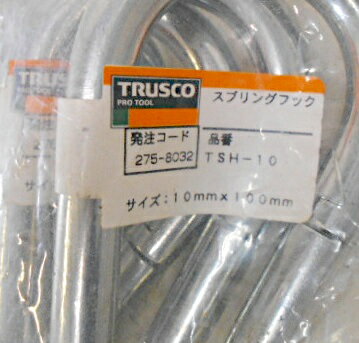 TRUSCO
PRO TOOL
スプリングフック
発注コード
275-8032
品番
TSH-10
サイズ:10mm×100mm